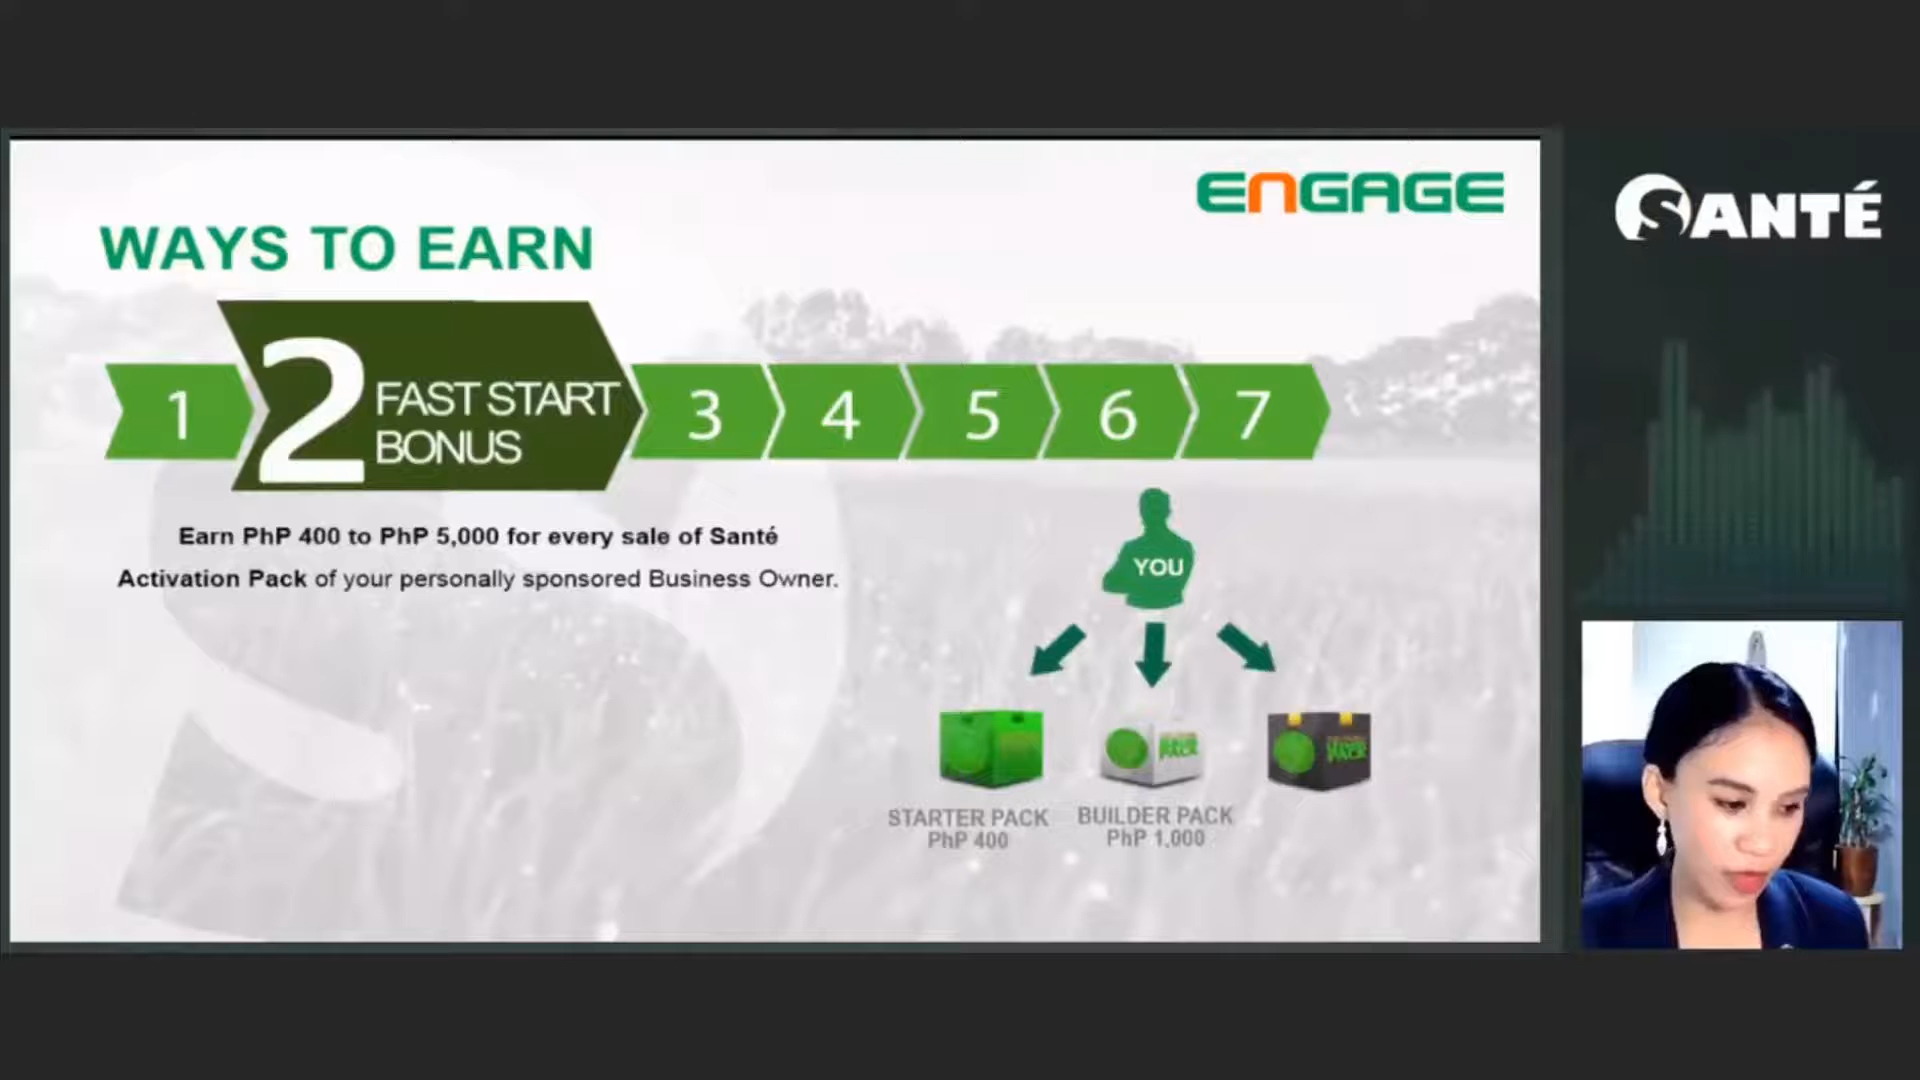 ENGAGE
SANTÉ
WAYS TO EARN
1
2
FAST START
BONUS
3
4
5
6
7
Earn PhP 400 to PhP 5,000 for every sale of Santé
Activation Pack of your personally sponsored Business Owner.
YOU
PACK
PACK
STARTER PACK
PhP 400
BUILDER PACK
PhP 1,000